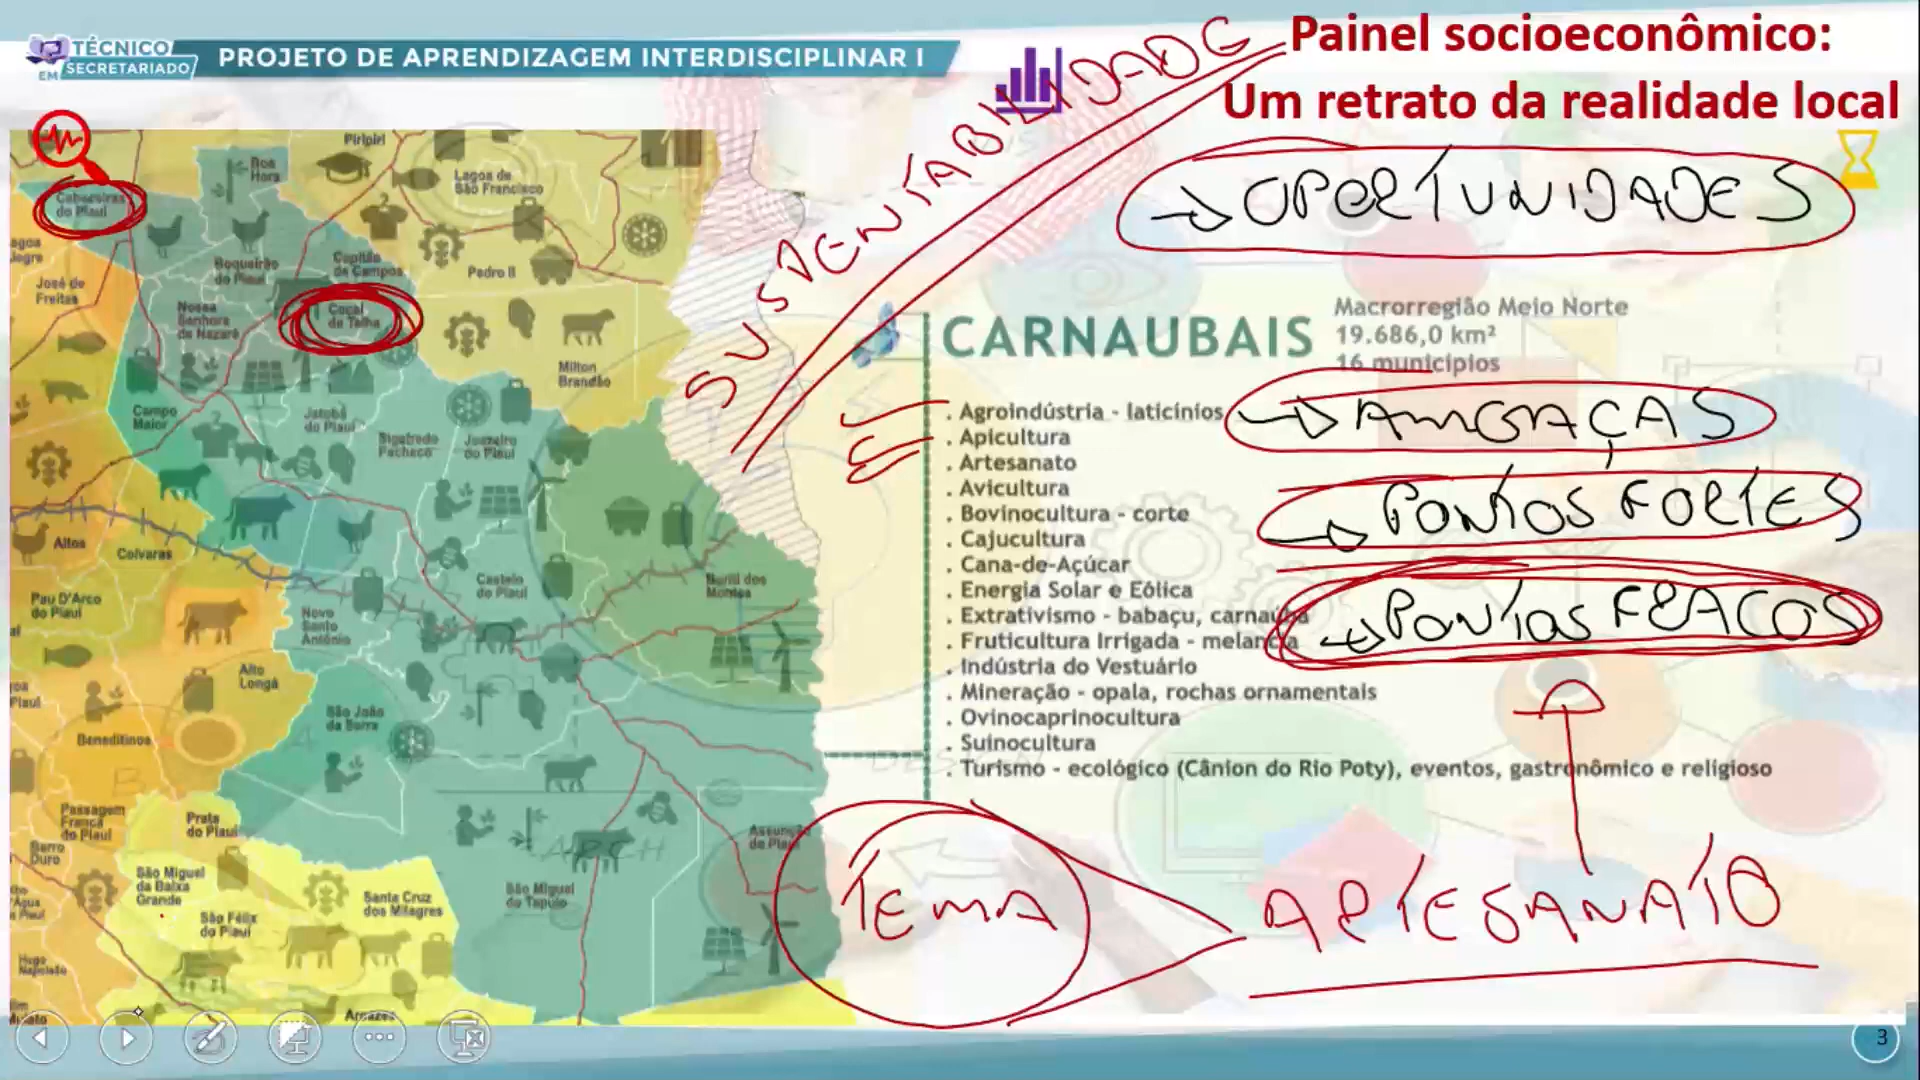 TÉCNICO
EM SECRETARIADO
PROJETO DE APRENDIZAGEM INTERDISCIPLINAR I
Painel socioeconômico:
Um retrato da realidade local
SUSTENTABILIDADE
→ OPORTUNIDADES
CARNAUBAIS
Macrorregião Meio Norte
19.686,0 km²
16 municípios
. Agroindústria - laticínios
. Apicultura
. Artesanato
. Avicultura
. Bovinocultura - corte
. Cajucultura
. Cana-de-Açúcar
. Energia Solar e Eólica
. Extrativismo - babaçu, carnaúba
. Fruticultura Irrigada - melancia
. Indústria do Vestuário
. Mineração - opala, rochas ornamentais
. Ovinocaprinocultura
. Suinocultura
. Turismo - ecológico (Cânion do Rio Poty), eventos, gastronômico e religioso
→ AMEAÇAS
→ PONTOS FORTES
→ PONTOS FRACOS
TEMA
ARTESANATO
Piripiri
Boa
Hora
Lagoa de
São Francisco
Cabeceiras
do Piauí
Boqueirão
do Piauí
Capitão
de Campos
Pedro II
José de
Freitas
Nossa
Senhora
de Nazaré
Cocal
de Telha
Milton
Brandão
Campo
Maior
Jatobá
do Piauí
Sigefredo
Pacheco
Juazeiro
do Piauí
Altos
Coivaras
Castelo
do Piauí
Buriti dos
Montes
Pau D'Arco
do Piauí
Novo
Santo
Antônio
Alto
Longá
São João
da Serra
Beneditinos
Passagem
Franca
do Piauí
Prata
do Piauí
Barro
Duro
Assunção
do Piauí
São Miguel
da Baixa
Grande
Santa Cruz
dos Milagres
São Miguel
do Tapuio
São Félix
do Piauí
Hugo
Napoleão
3